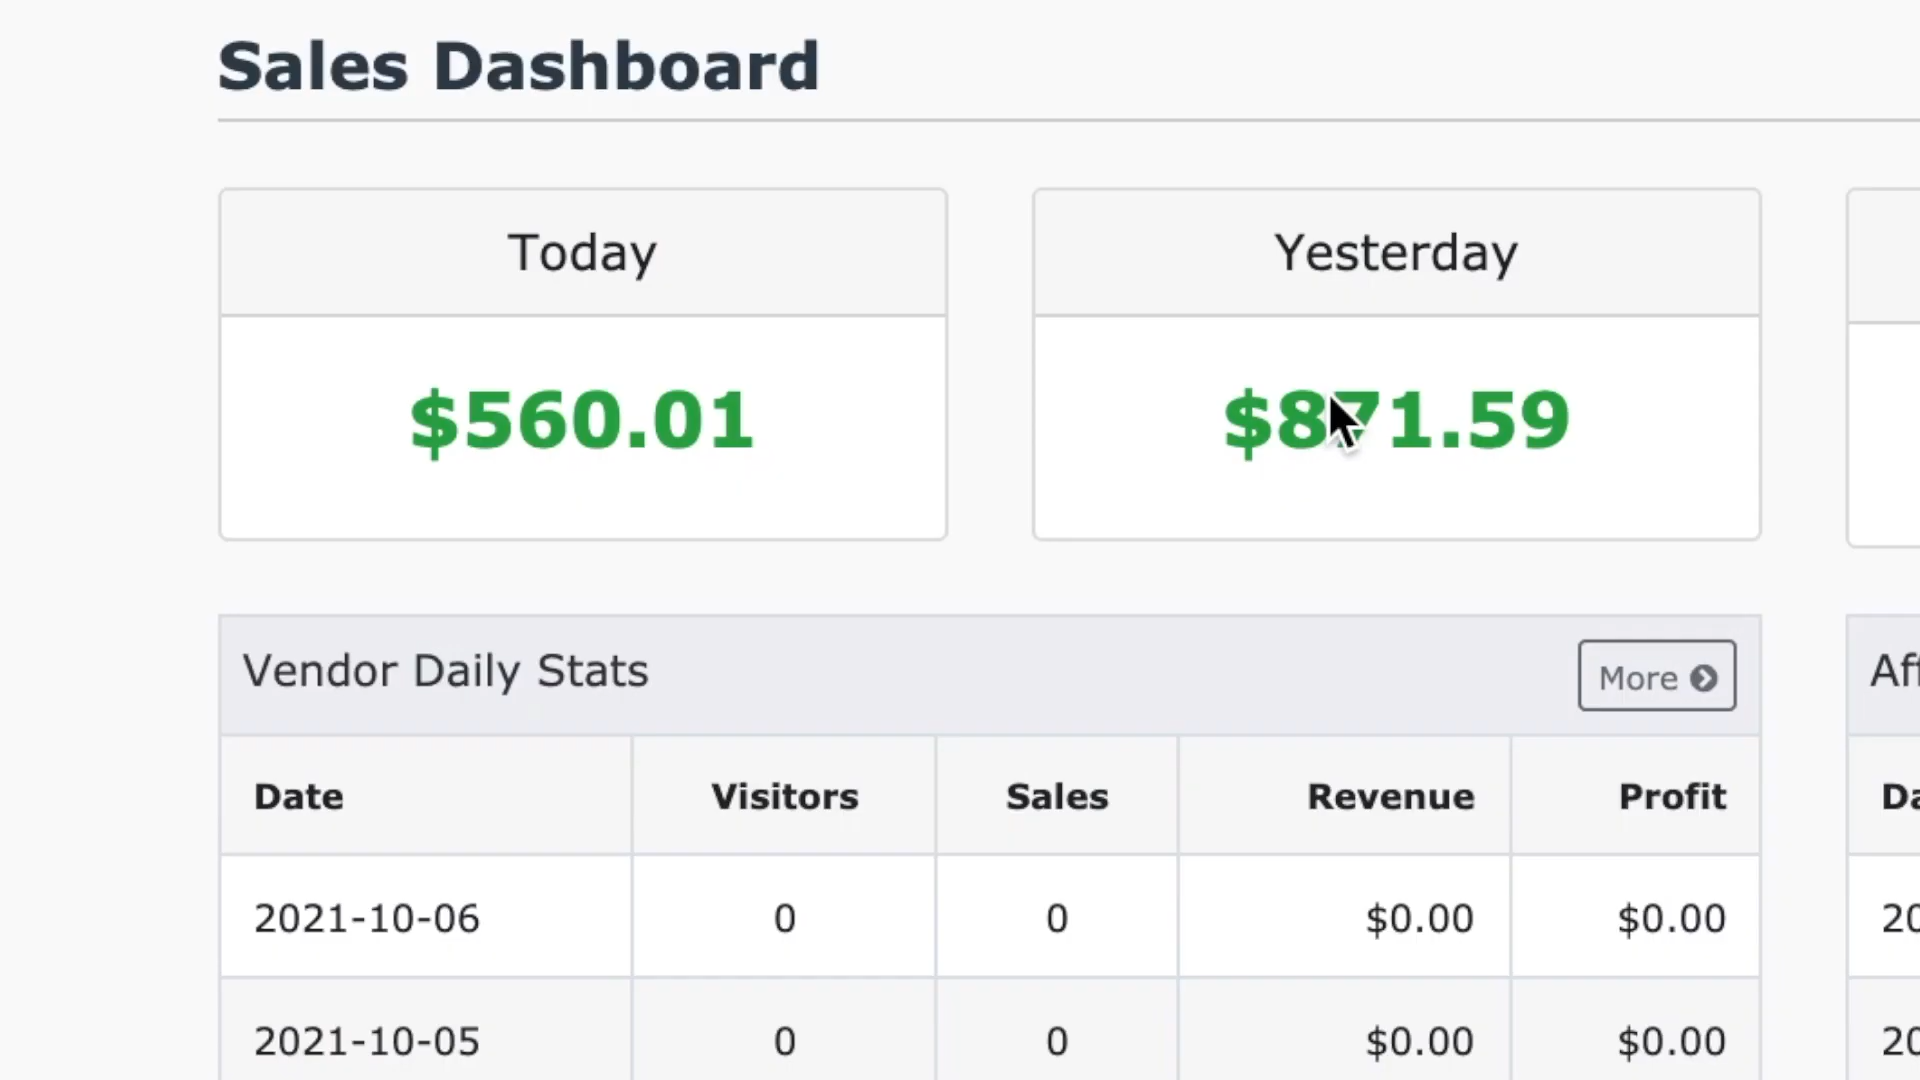 Sales Dashboard
Today
Yesterday
$560.01
$871.59
Vendor Daily Stats
More
Date Visitors Sales Revenue Profit
2021-10-06 0 0 $0.00 $0.00
2021-10-05 0 0 $0.00 $0.00